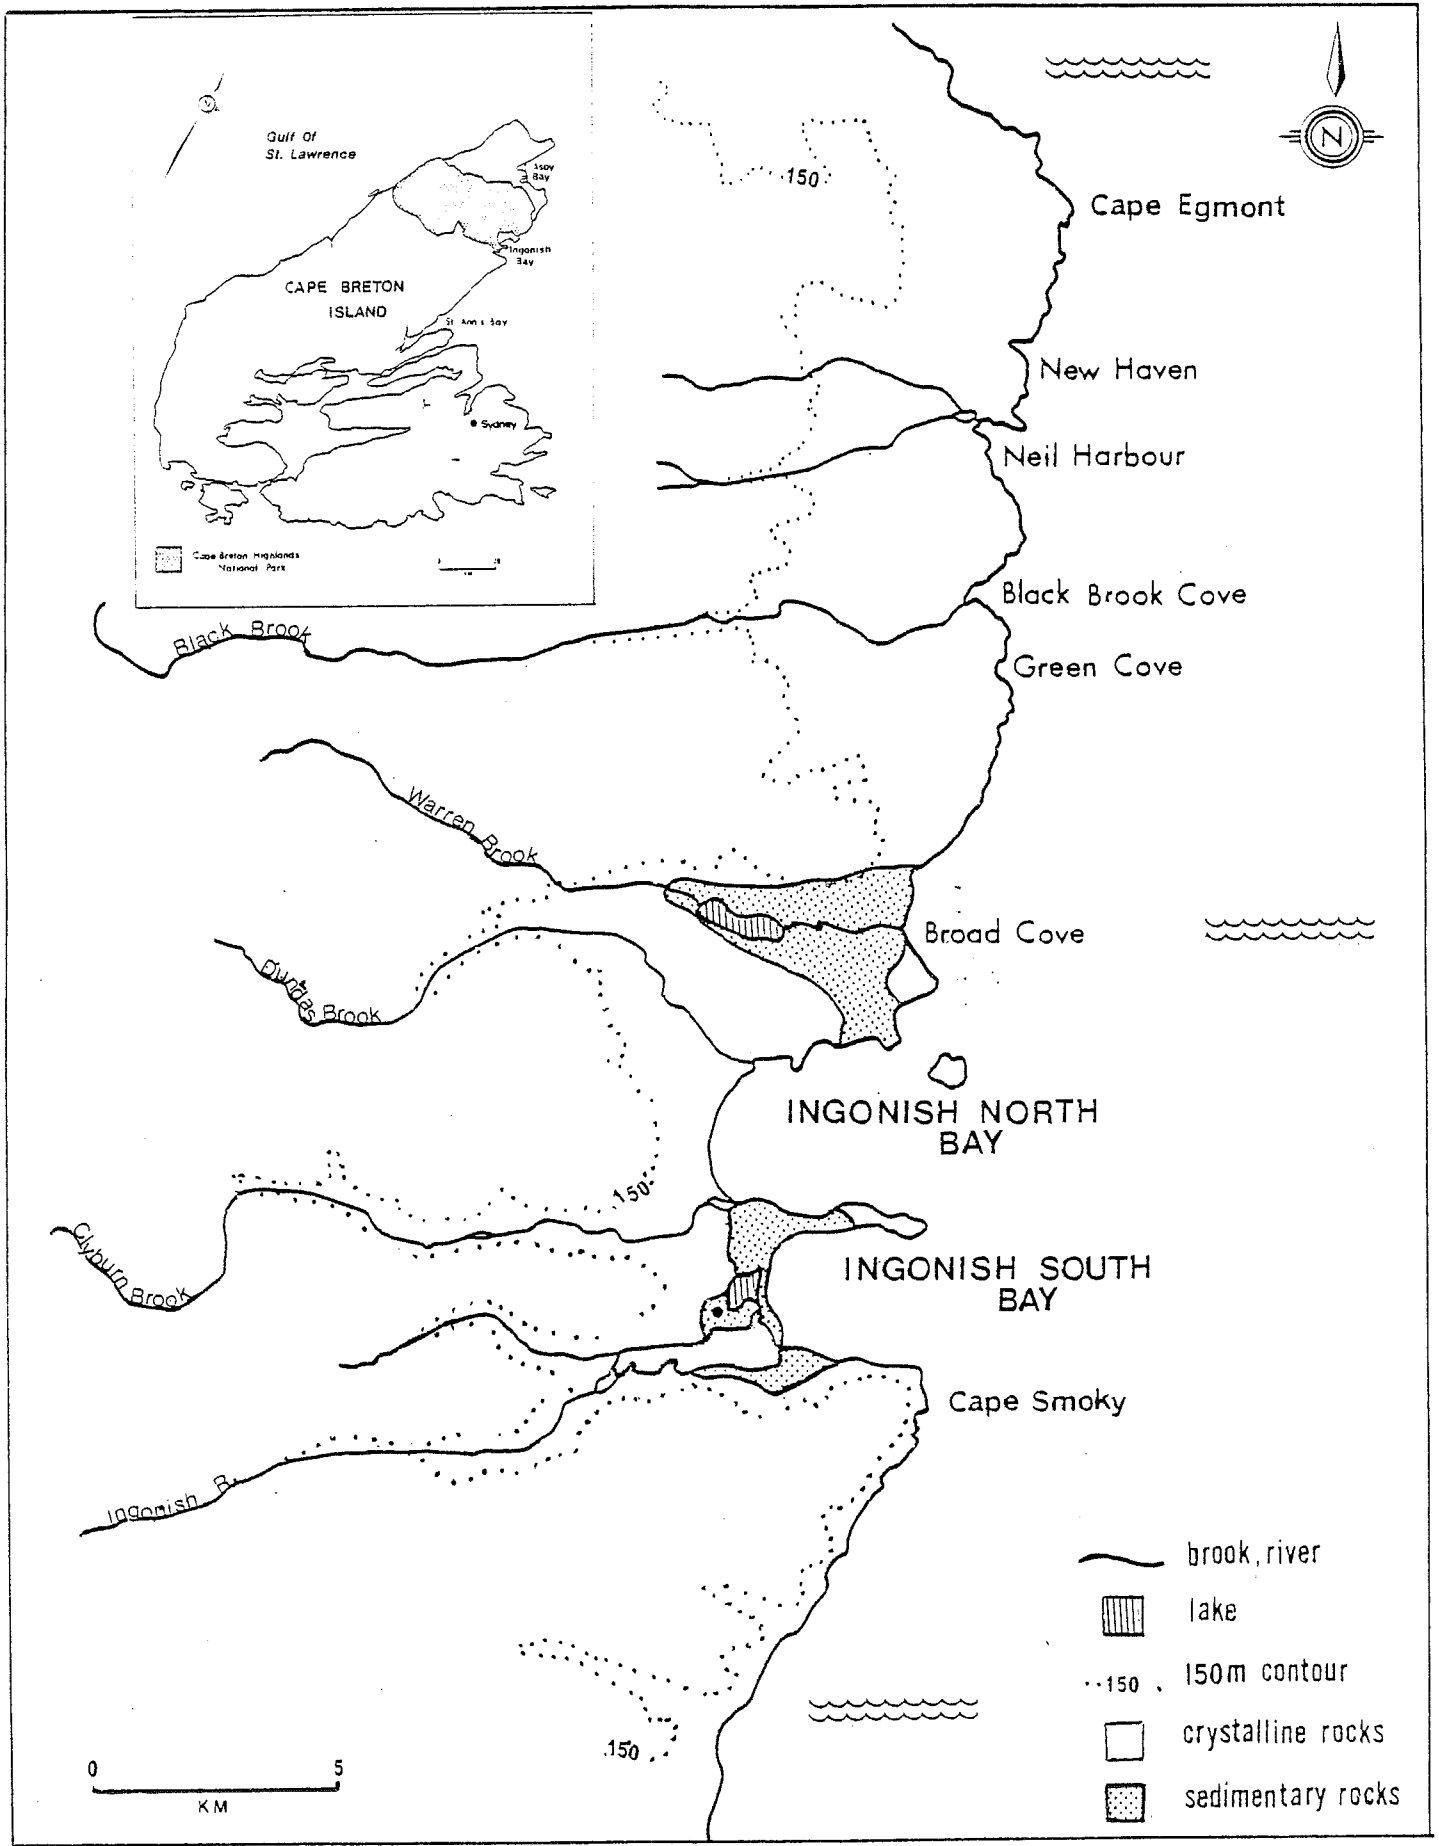 N
Gulf Of
St. Lawrence
Bay
Ingonish
Bay
CAPE BRETON
ISLAND
St Ann s Bay
Sydney
Cape Breton Highlands
National Park
N
150
Cape Egmont
New Haven
Neil Harbour
Black Brook Cove
Black Brook
Green Cove
Warren Brook
Broad Cove
Dundas Brook
INGONISH NORTH
BAY
150
Clyburn Brook
INGONISH SOUTH
BAY
Cape Smoky
Ingonish R.
150
brook, river
lake
150 150m contour
crystalline rocks
sedimentary rocks
0 5
KM